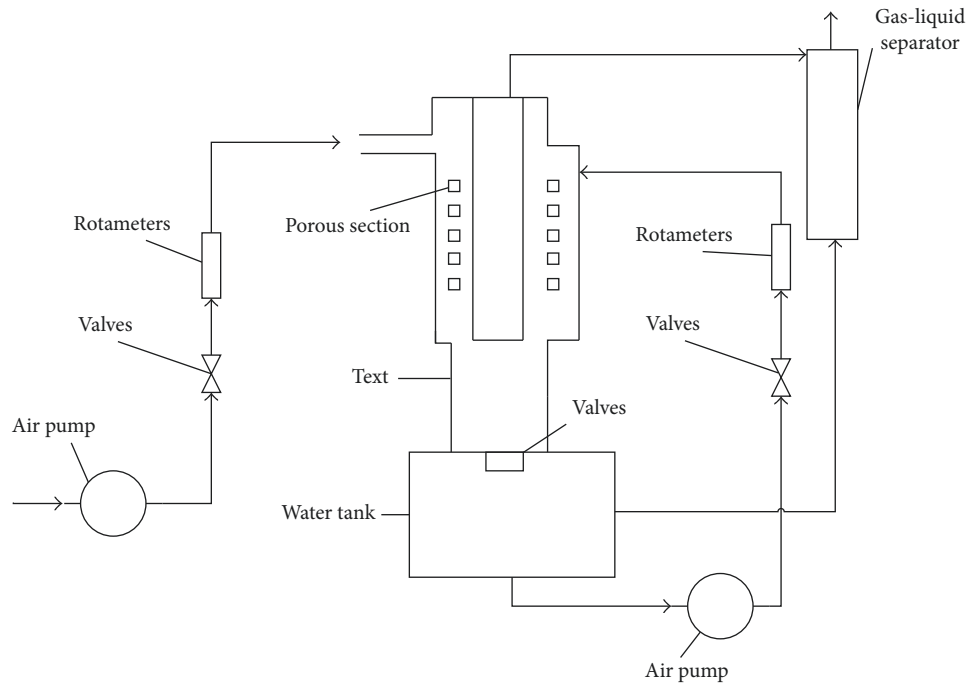 Gas-liquid
separator
Porous section
Rotameters
Rotameters
Valves
Valves
Text
Valves
Air pump
Water tank
Air pump